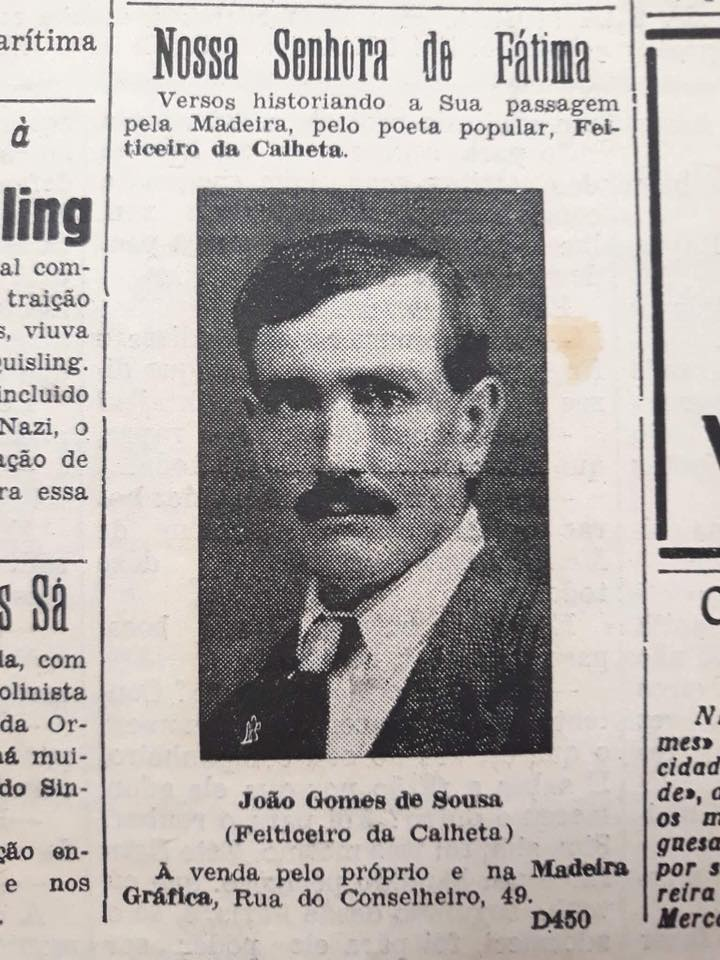 arítima
à
ling
al com-
traição
s, viuva
uisling.
incluido
Nazi, o
ação de
ra essa
s Sá
la, com
olinista
da Or-
há mui-
do Sin-
ção en-
e nos
Nossa Senhora de Fátima
Versos historiando a Sua passagem
pela Madeira, pelo poeta popular, Fei-
ticeiro da Calheta.
João Gomes de Sousa
(Feiticeiro da Calheta)
À venda pelo próprio e na Madeira
Gráfica, Rua do Conselheiro, 49.
D450
V
C
N
mes»
cidad
de», a
os m
guesa
por s
reira
Merc